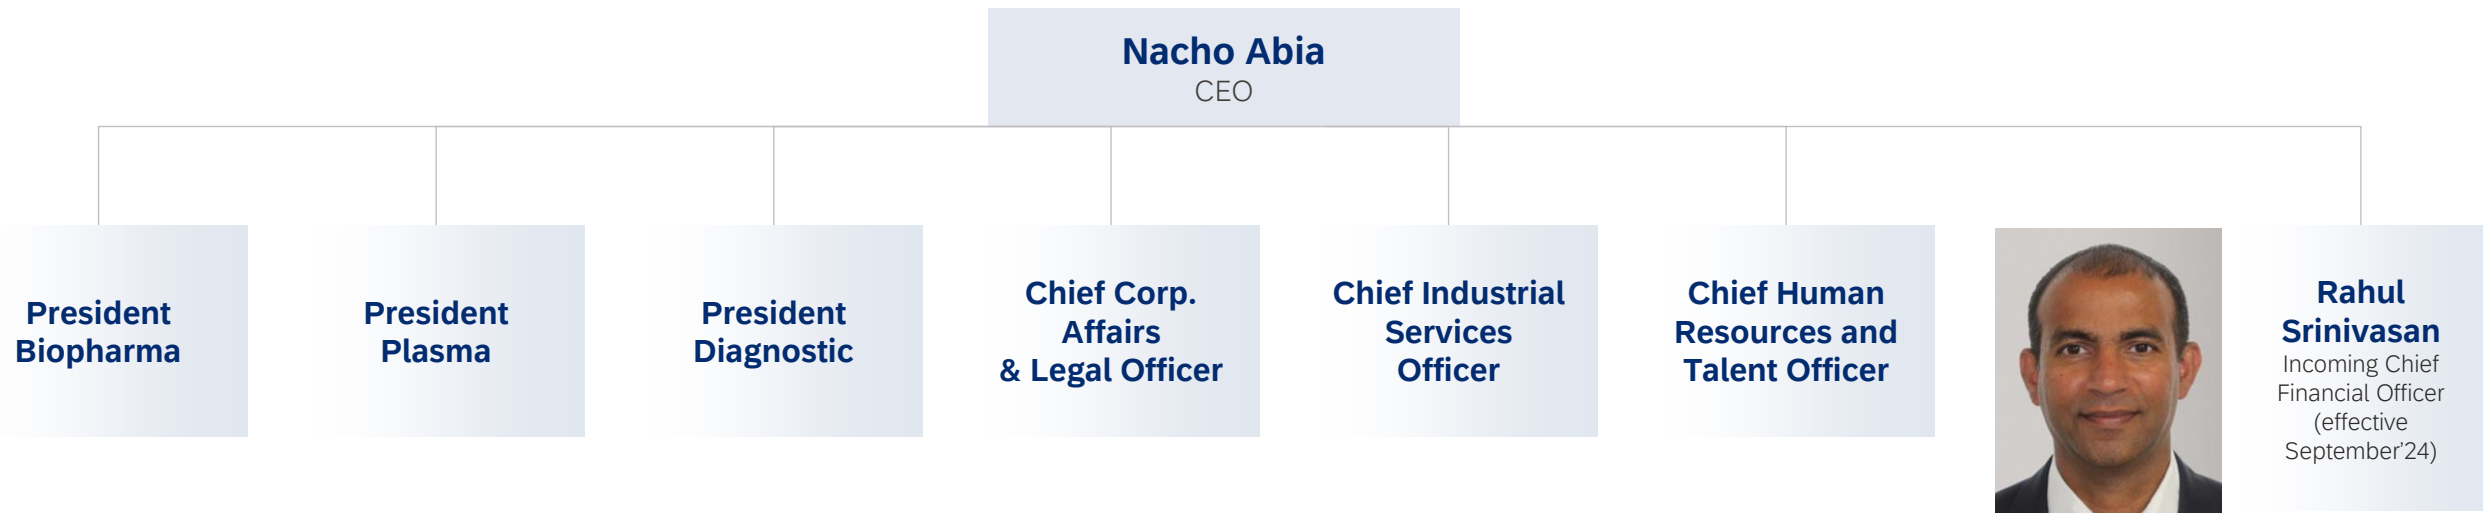 Nacho Abia
CEO
President
Biopharma
President
Plasma
President
Diagnostic
Chief Corp.
Affairs
& Legal Officer
Chief Industrial
Services
Officer
Chief Human
Resources and
Talent Officer
Rahul
Srinivasan
Incoming Chief
Financial Officer
(effective
September’24)